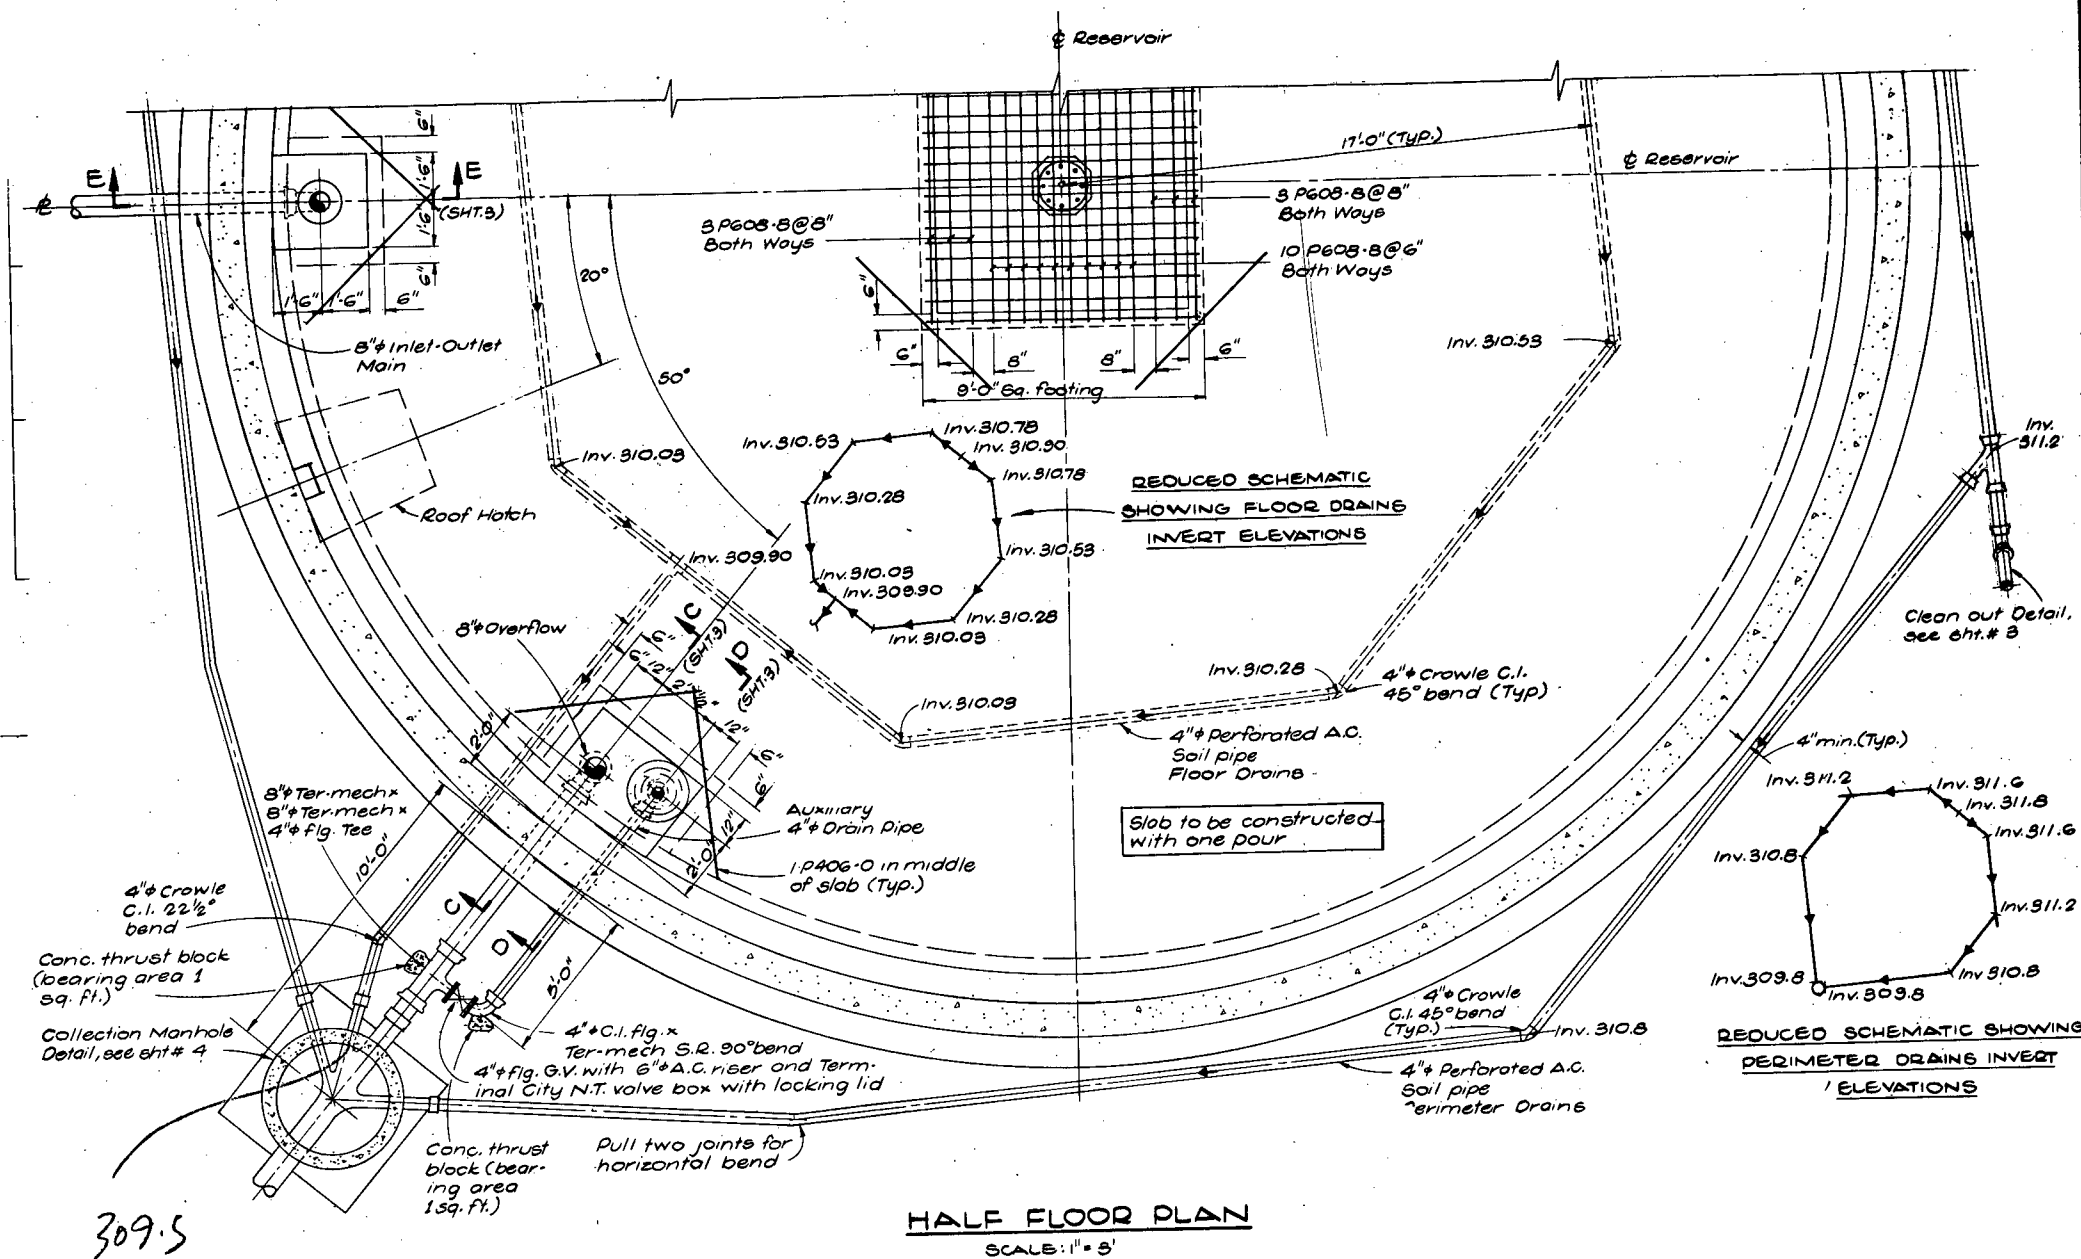 ℄ Reservoir
17'-0" (Typ.)
℄ Reservoir
E
E
(SHT.3)
6"
1'-6"
1'-6"
6"
1'-6"
1'-6"
6"
3 P608-8@8"
Both Ways
3 P608-8@8"
Both Ways
10 P608-8@6"
Both Ways
20°
50°
6"
6"
8"
8"
6"
9'-0" Sq. footing
8"⌀ Inlet-Outlet
Main
Roof Hatch
Inv. 310.53
Inv. 310.03
Inv. 309.90
Inv. 310.53
Inv. 310.78
Inv. 310.90
Inv. 310.78
Inv. 310.28
Inv. 310.53
Inv. 310.03
Inv. 309.90
Inv. 310.28
Inv. 310.03
REDUCED SCHEMATIC
SHOWING FLOOR DRAINS
INVERT ELEVATIONS
Inv.
311.2
Clean out Detail,
see sht.# 3
8"⌀ Overflow
C
(SHT.3)
D
(SHT.3)
6"
6"
12"
12"
6"
6"
12"
2'-0"
2'-0"
Inv. 310.28
4"⌀ Crowle C.I.
45° bend (Typ)
Inv. 310.03
4"⌀ Perforated A.C.
Soil pipe
Floor Drains
4" min. (Typ.)
8"⌀ Ter-mech x
8"⌀ Ter-mech x
4"⌀ flg. Tee
10'-0"
Auxiliary
4"⌀ Drain Pipe
1-P406-0 in middle
of slab (Typ.)
Slab to be constructed
with one pour
4"⌀ Crowle
C.I. 22½°
bend
Conc. thrust block
(bearing area 1
sq. ft.)
Collection Manhole
Detail, see sht # 4
C
D
5'-0"
4"⌀ C.I. flg. x
Ter-mech S.R. 90° bend
4"⌀ flg. G.V. with 6"⌀ A.C. riser and Term-
inal City N.T. valve box with locking lid
Conc. thrust
block (bear-
ing area
1 sq. ft.)
Pull two joints for
horizontal bend
4"⌀ Crowle
C.I. 45° bend
(Typ.)
Inv. 310.8
4"⌀ Perforated A.C.
Soil pipe
erimeter Drains
Inv. 311.2
Inv. 311.6
Inv. 311.8
Inv. 311.6
Inv. 310.8
Inv. 311.2
Inv. 309.8
Inv. 309.8
Inv 310.8
REDUCED SCHEMATIC SHOWING
PERIMETER DRAINS INVERT
ELEVATIONS
309.5
HALF FLOOR PLAN
SCALE: 1" = 3'